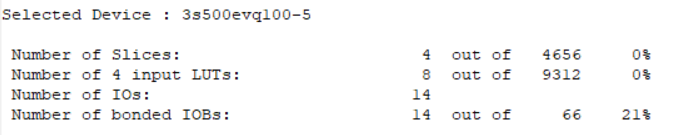 Selected Device : 3s500evq100-5
Number of Slices: 4 out of 4656 0%
Number of 4 input LUTs: 8 out of 9312 0%
Number of IOs: 14
Number of bonded IOBs: 14 out of 66 21%